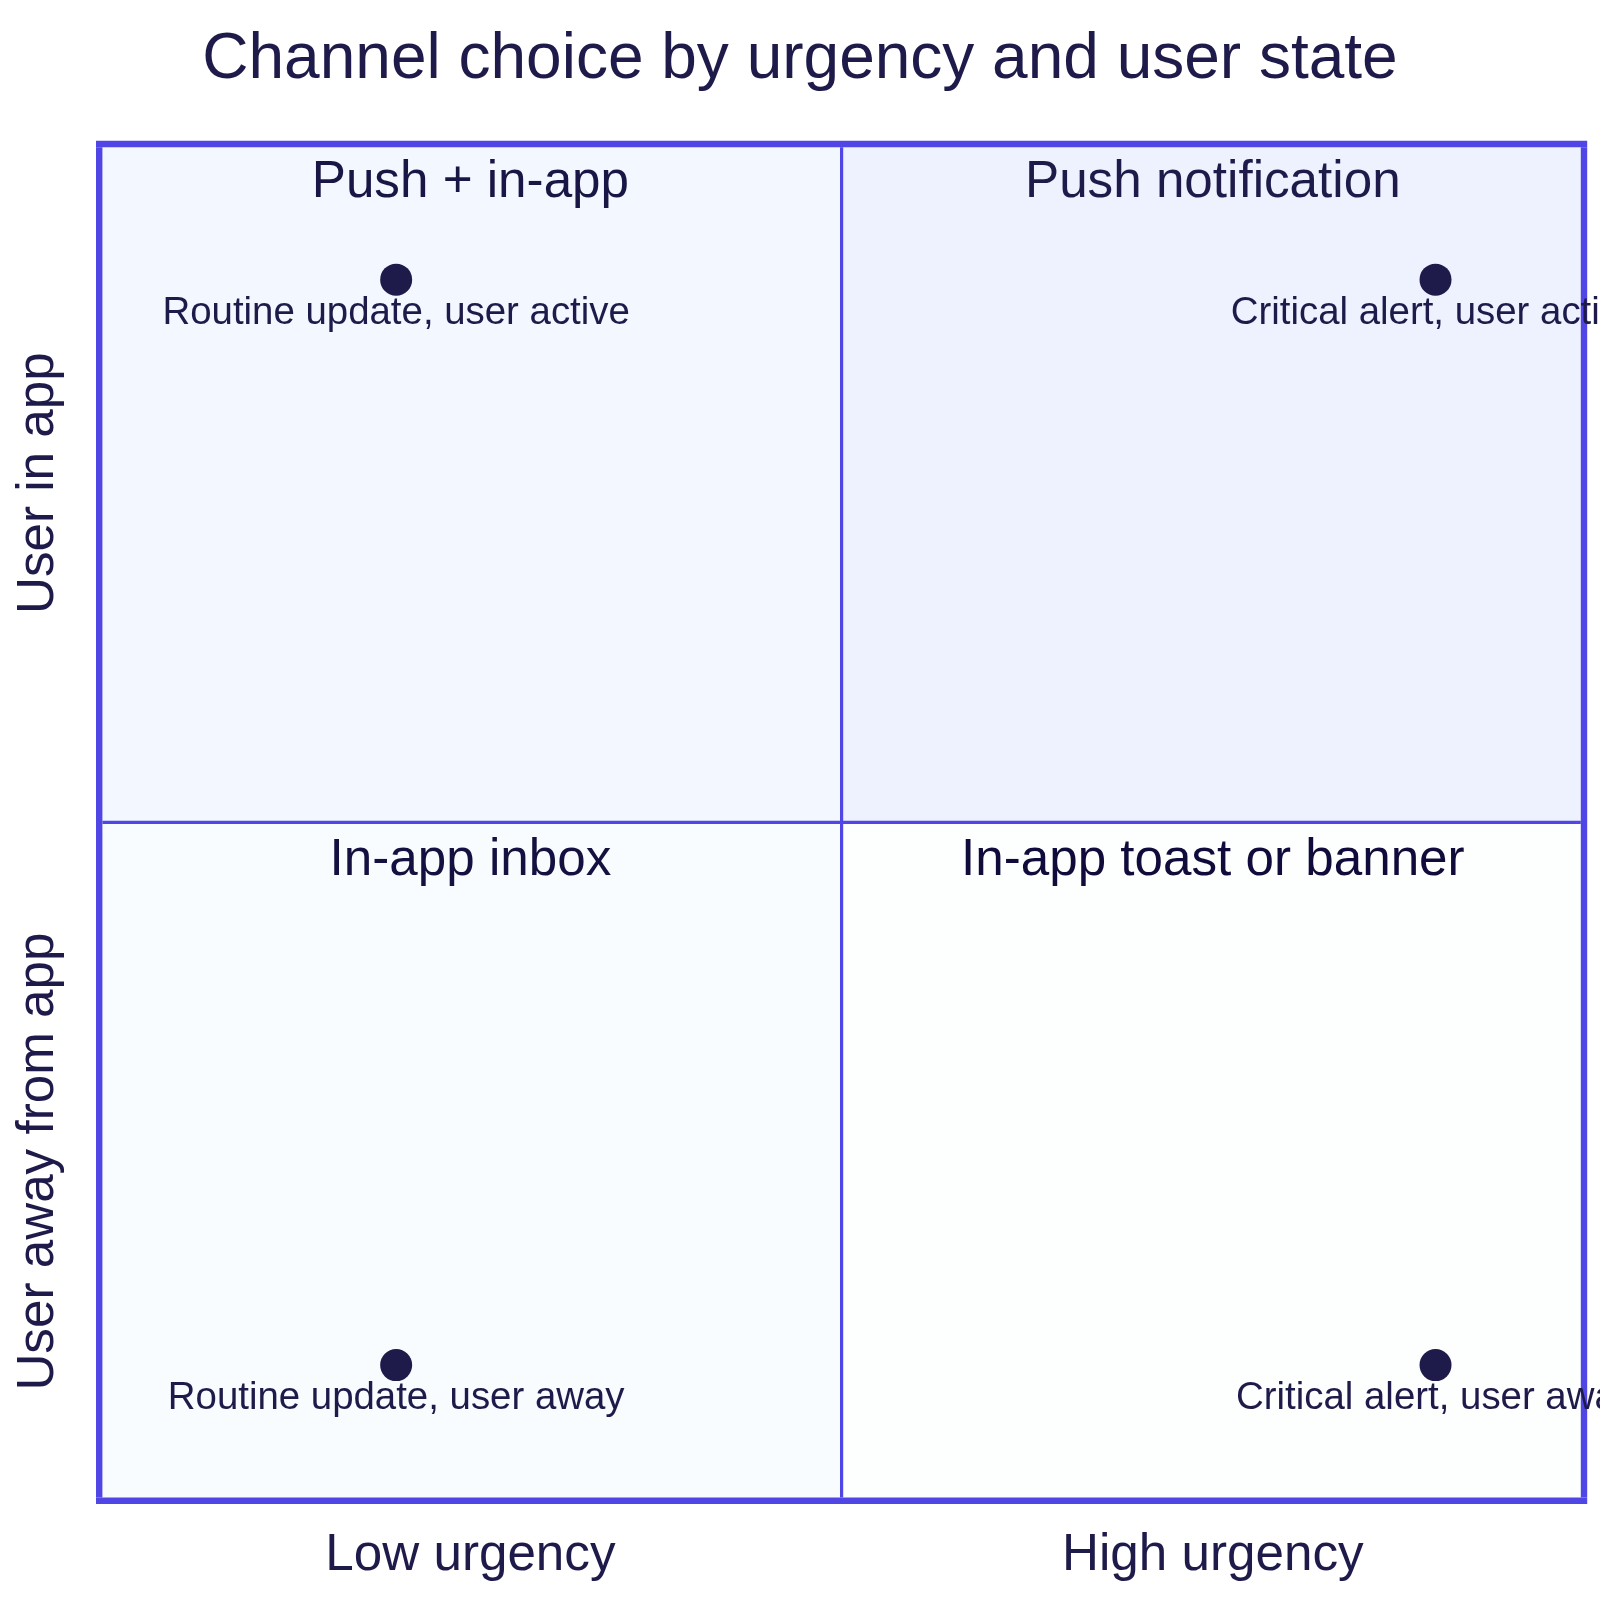 Channel choice by urgency and user state
Push + in-app
Push notification
Routine update, user active
Critical alert, user acti
User in app
In-app inbox
In-app toast or banner
User away from app
Routine update, user away
Critical alert, user awa
Low urgency
High urgency